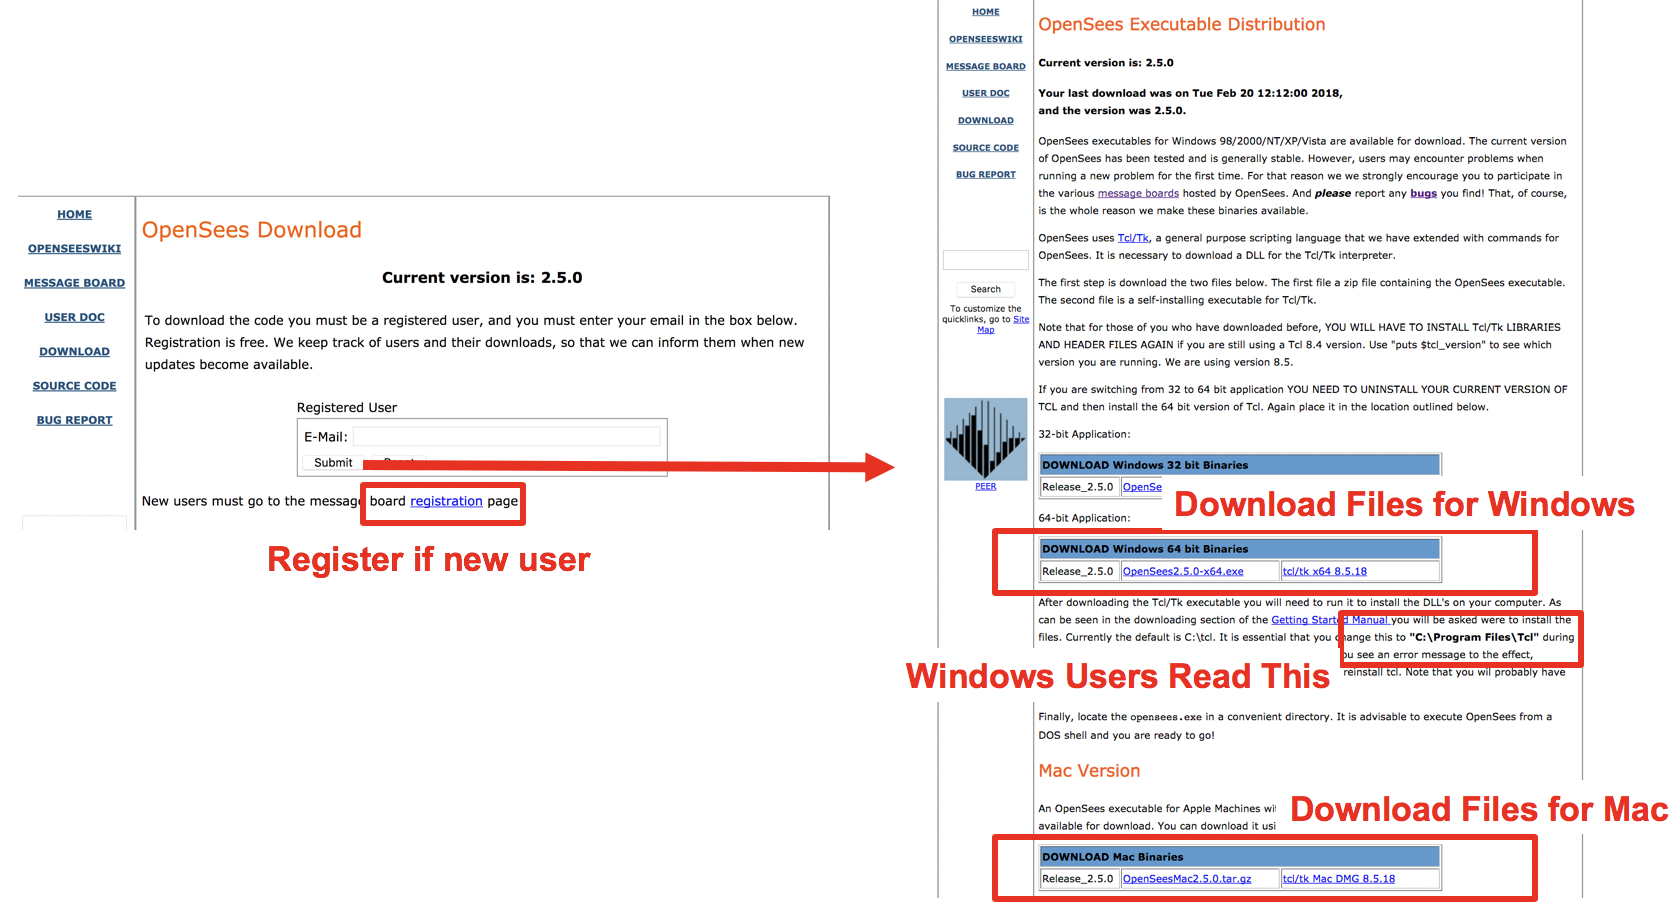 HOME
OPENSEESWIKI
MESSAGE BOARD
USER DOC
DOWNLOAD
SOURCE CODE
BUG REPORT
OpenSees Download
Current version is: 2.5.0
To download the code you must be a registered user, and you must enter your email in the box below.
Registration is free. We keep track of users and their downloads, so that we can inform them when new
updates become available.
Registered User
E-Mail:
Submit
New users must go to the message board registration page
Register if new user
HOME
OPENSEESWIKI
MESSAGE BOARD
USER DOC
DOWNLOAD
SOURCE CODE
BUG REPORT
Search
To customize the
quicklinks, go to Site
Map
PEER
OpenSees Executable Distribution
Current version is: 2.5.0
Your last download was on Tue Feb 20 12:12:00 2018,
and the version was 2.5.0.
OpenSees executables for Windows 98/2000/NT/XP/Vista are available for download. The current version
of OpenSees has been tested and is generally stable. However, users may encounter problems when
running a new problem for the first time. For that reason we we strongly encourage you to participate in
the various message boards hosted by OpenSees. And please report any bugs you find! That, of course,
is the whole reason we make these binaries available.
OpenSees uses Tcl/Tk, a general purpose scripting language that we have extended with commands for
OpenSees. It is necessary to download a DLL for the Tcl/Tk interpreter.
The first step is download the two files below. The first file a zip file containing the OpenSees executable.
The second file is a self-installing executable for Tcl/Tk.
Note that for those of you who have downloaded before, YOU WILL HAVE TO INSTALL Tcl/Tk LIBRARIES
AND HEADER FILES AGAIN if you are still using a Tcl 8.4 version. Use "puts $tcl_version" to see which
version you are running. We are using version 8.5.
If you are switching from 32 to 64 bit application YOU NEED TO UNINSTALL YOUR CURRENT VERSION OF
TCL and then install the 64 bit version of Tcl. Again place it in the location outlined below.
32-bit Application:
DOWNLOAD Windows 32 bit Binaries
Release_2.5.0 OpenSe
Download Files for Windows
64-bit Application:
DOWNLOAD Windows 64 bit Binaries
Release_2.5.0 OpenSees2.5.0-x64.exe tcl/tk x64 8.5.18
After downloading the Tcl/Tk executable you will need to run it to install the DLL's on your computer. As
can be seen in the downloading section of the Getting Started Manual you will be asked were to install the
files. Currently the default is C:\tcl. It is essential that you change this to "C:\Program Files\Tcl" during
you see an error message to the effect,
reinstall tcl. Note that you wil probably have
Windows Users Read This
Finally, locate the opensees.exe in a convenient directory. It is advisable to execute OpenSees from a
DOS shell and you are ready to go!
Mac Version
An OpenSees executable for Apple Machines
available for download. You can download it
Download Files for Mac
DOWNLOAD Mac Binaries
Release_2.5.0 OpenSeesMac2.5.0.tar.gz tcl/tk Mac DMG 8.5.18